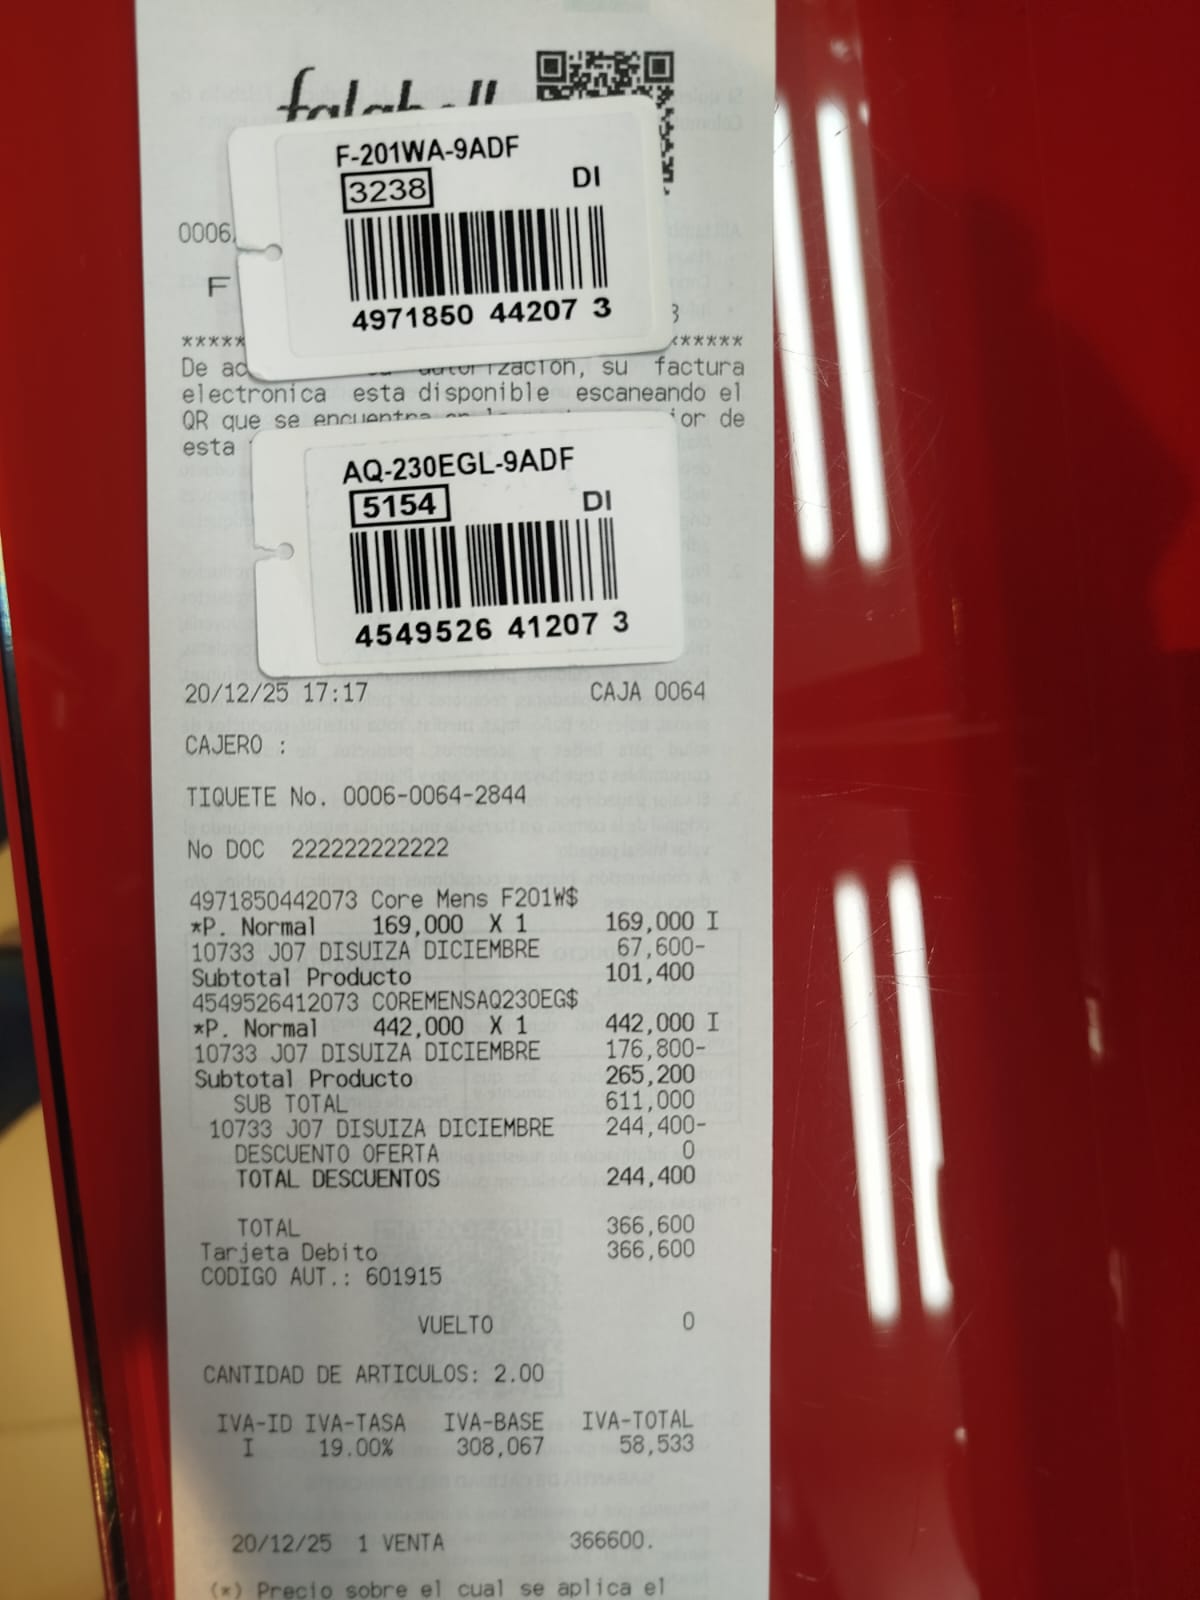 F-201WA-9ADF
3238 DI
4971850 44207 3
0006
F 3
***** ******
De su factura
electronica esta disponible escaneando el
QR que se de
esta
AQ-230EGL-9ADF
5154 DI
4549526 41207 3
20/12/25 17:17 CAJA 0064
CAJERO :
TIQUETE No. 0006-0064-2844
No DOC 222222222222
4971850442073 Core Mens F201W$
*P. Normal 169,000 X 1 169,000 I
10733 J07 DISUIZA DICIEMBRE 67,600-
Subtotal Producto 101,400
4549526412073 COREMENSAQ230EG$
*P. Normal 442,000 X 1 442,000 I
10733 J07 DISUIZA DICIEMBRE 176,800-
Subtotal Producto 265,200
SUB TOTAL 611,000
10733 J07 DISUIZA DICIEMBRE 244,400-
DESCUENTO OFERTA 0
TOTAL DESCUENTOS 244,400
TOTAL 366,600
Tarjeta Debito 366,600
CODIGO AUT.: 601915
VUELTO 0
CANTIDAD DE ARTICULOS: 2.00
IVA-ID IVA-TASA IVA-BASE IVA-TOTAL
I 19.00% 308,067 58,533
20/12/25 1 VENTA 366600.
(*) Precio sobre el cual se aplica el